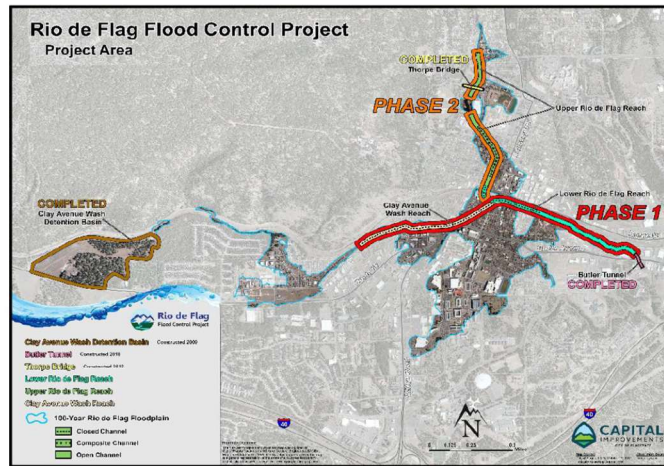 Rio de Flag Flood Control Project
Project Area
COMPLETED
Thorpe Bridge
PHASE 2
Upper Rio de Flag Reach
COMPLETED
Clay Avenue Wash
Detention Basin
Clay Avenue
Wash Reach
Lower Rio de Flag Reach
PHASE 1
Butler Tunnel
COMPLETED
Rio de Flag
Flood Control Project
Clay Avenue Wash Detention Basin Constructed
Butler Tunnel Constructed
Thorpe Bridge Constructed
Lower Rio de Flag Reach
Upper Rio de Flag Reach
Clay Avenue Wash Reach
100-Year Rio de Flag Floodplain
Closed Channel
Composite Channel
Open Channel
40
40
N
CAPITAL
IMPROVEMENTS